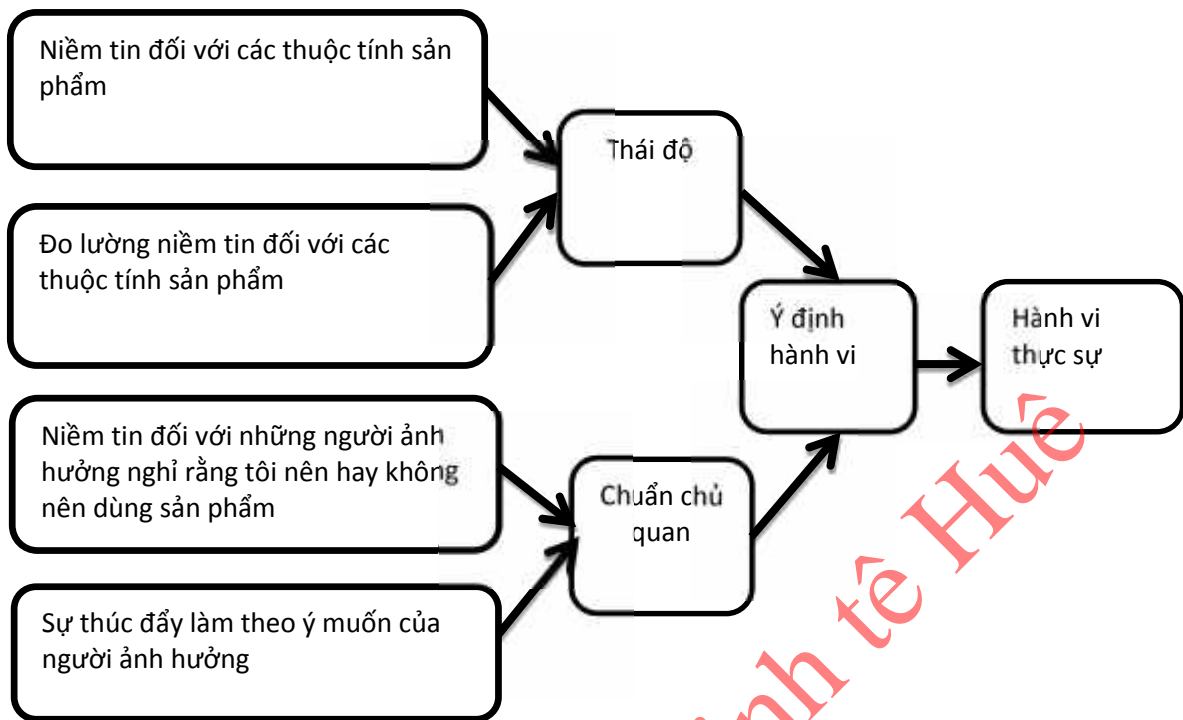 Niềm tin đối với các thuộc tính sản
phẩm
Thái độ
Đo lường niềm tin đối với các
thuộc tính sản phẩm
Ý định
hành vi
Hành vi
thực sự
Niềm tin đối với những người ảnh
hưởng nghỉ rằng tôi nên hay không
nên dùng sản phẩm
Chuẩn chủ
quan
Sự thúc đẩy làm theo ý muốn của
người ảnh hưởng
tê Huê